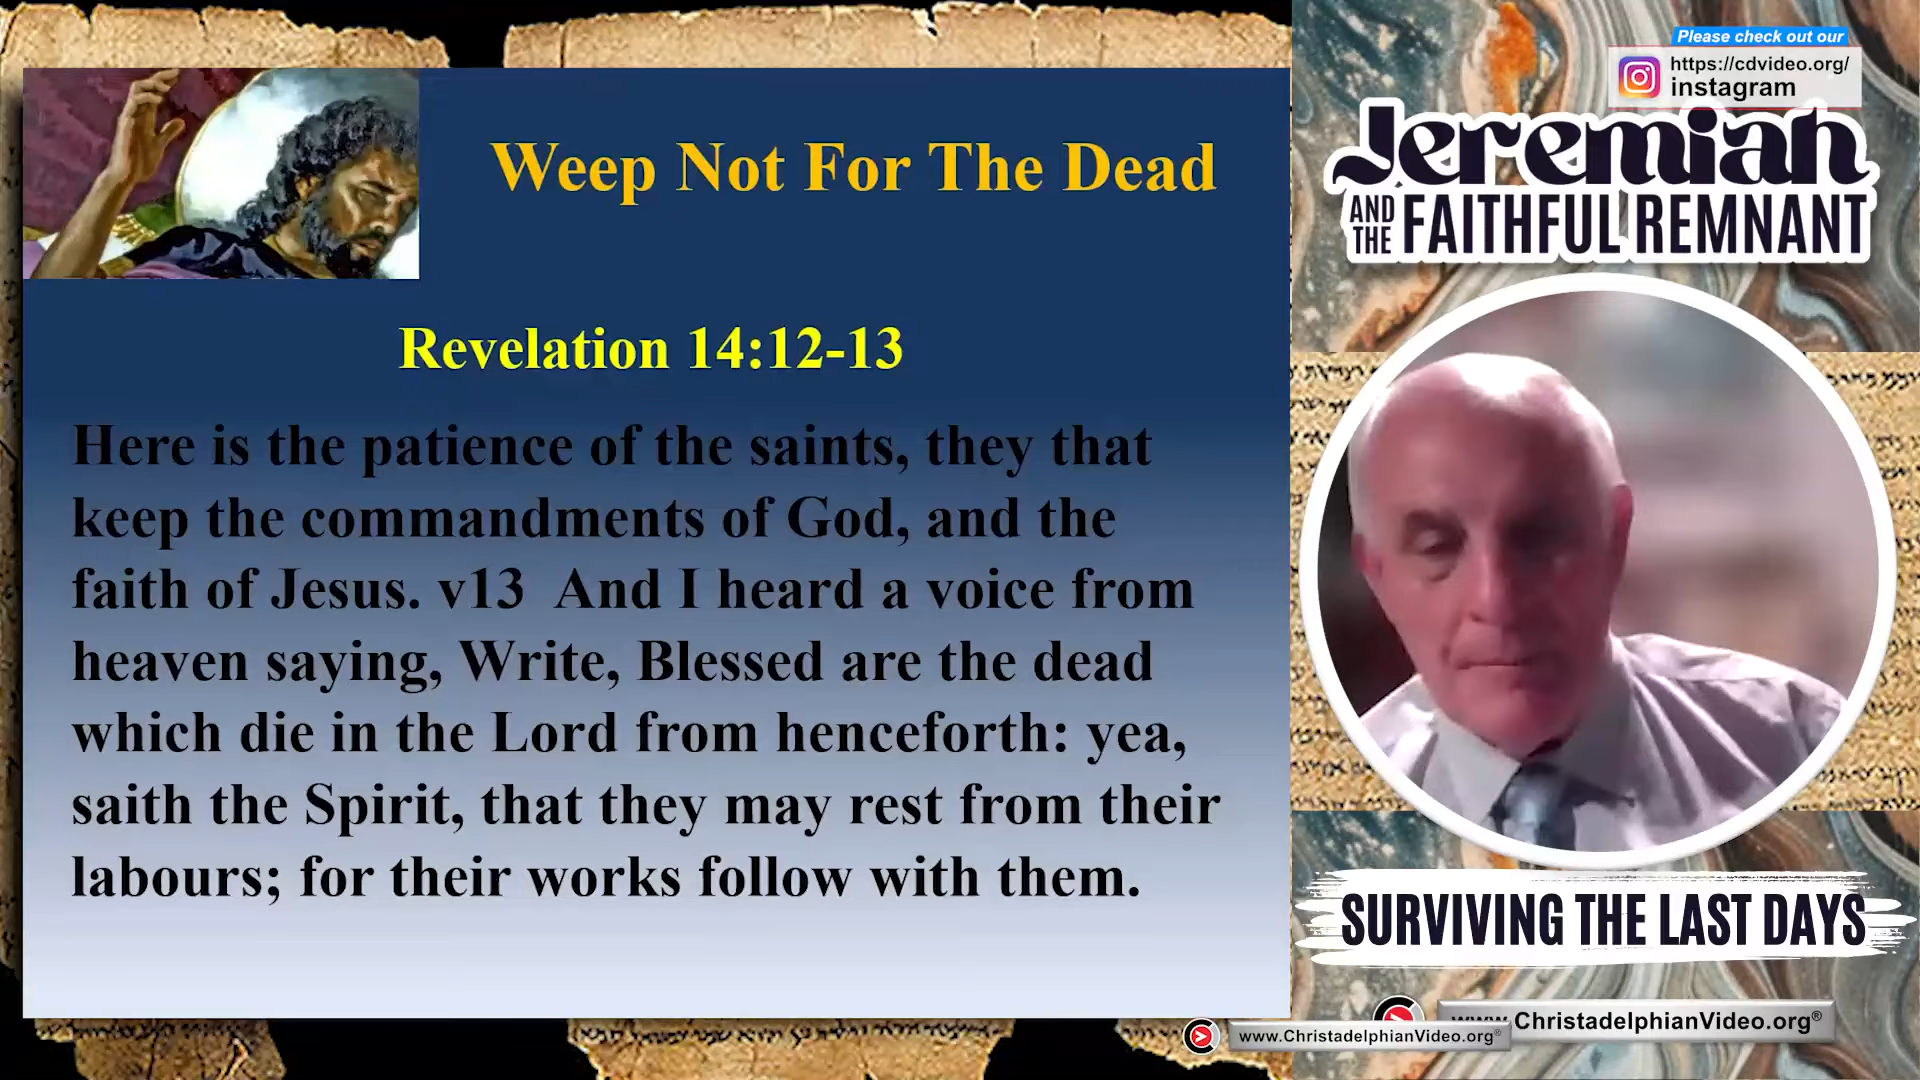 Weep Not For The Dead
Revelation 14:12-13
Here is the patience of the saints, they that
keep the commandments of God, and the
faith of Jesus. v13  And I heard a voice from
heaven saying, Write, Blessed are the dead
which die in the Lord from henceforth: yea,
saith the Spirit, that they may rest from their
labours; for their works follow with them.
Please check out our
https://cdvideo.org/
instagram
Jeremiah
AND THE FAITHFUL REMNANT
SURVIVING THE LAST DAYS
www.ChristadelphianVideo.org®
www.ChristadelphianVideo.org®